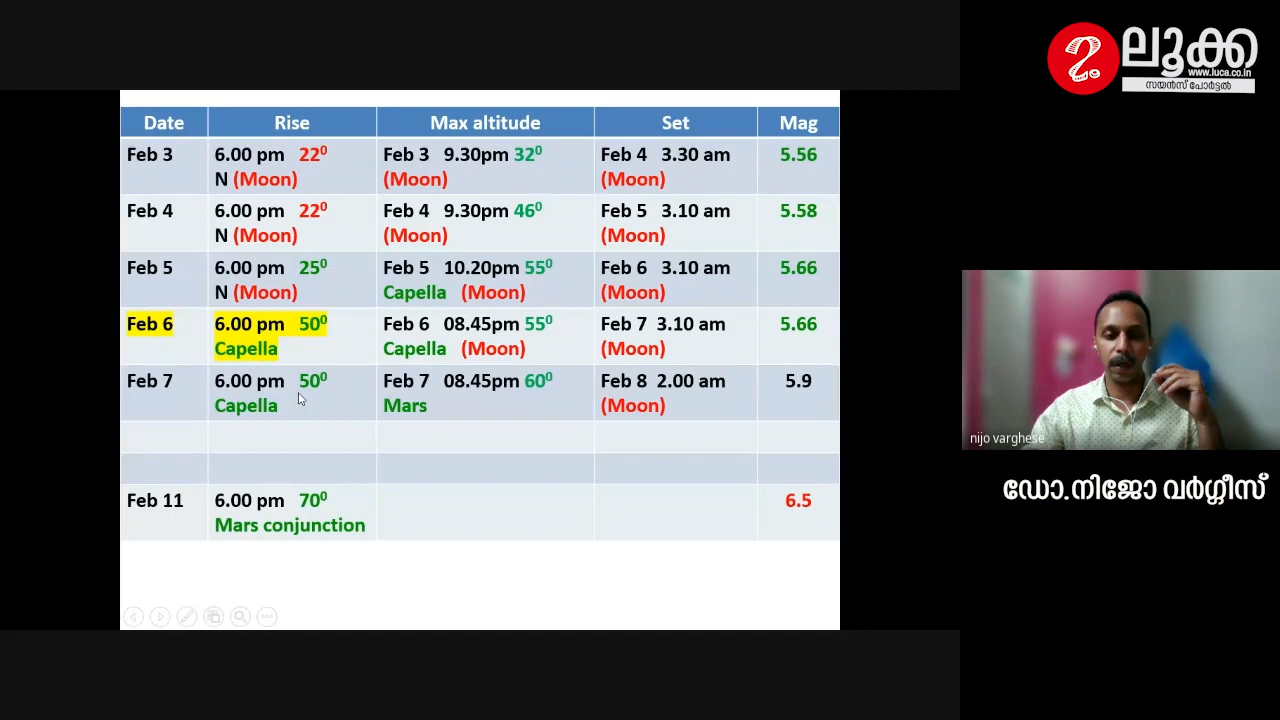 ലൂക്ക
www.luca.co.in
സയൻസ് പോർട്ടൽ
Date Rise Max altitude Set Mag
Feb 3 6.00 pm 22⁰ Feb 3 9.30pm 32⁰ Feb 4 3.30 am 5.56
N (Moon) (Moon) (Moon)
Feb 4 6.00 pm 22⁰ Feb 4 9.30pm 46⁰ Feb 5 3.10 am 5.58
N (Moon) (Moon) (Moon)
Feb 5 6.00 pm 25⁰ Feb 5 10.20pm 55⁰ Feb 6 3.10 am 5.66
N (Moon) Capella (Moon) (Moon)
Feb 6 6.00 pm 50⁰ Feb 6 08.45pm 55⁰ Feb 7 3.10 am 5.66
Capella Capella (Moon) (Moon)
Feb 7 6.00 pm 50⁰ Feb 7 08.45pm 60⁰ Feb 8 2.00 am 5.9
Capella Mars (Moon)
Feb 11 6.00 pm 70⁰ 6.5
Mars conjunction
nijo varghese
ഡോ.നിജോ വർഗ്ഗീസ്